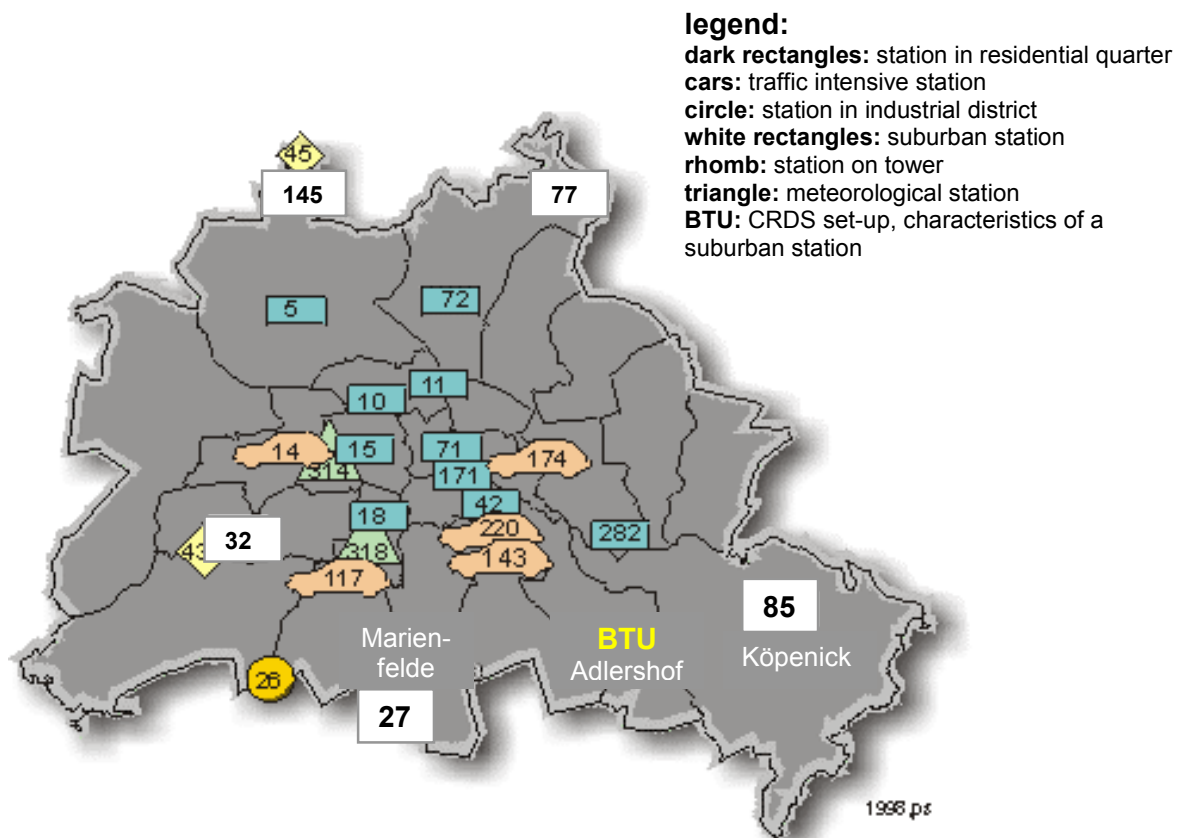 legend:
dark rectangles: station in residential quarter
cars: traffic intensive station
circle: station in industrial district
white rectangles: suburban station
rhomb: station on tower
triangle: meteorological station
BTU: CRDS set-up, characteristics of a
suburban station
45
145
77
5
72
11
10
14
314
15
71
174
171
42
18
220
282
32
43
318
143
117
85
Marien-
felde
BTU
Adlershof
Köpenick
26
27
1998 ps